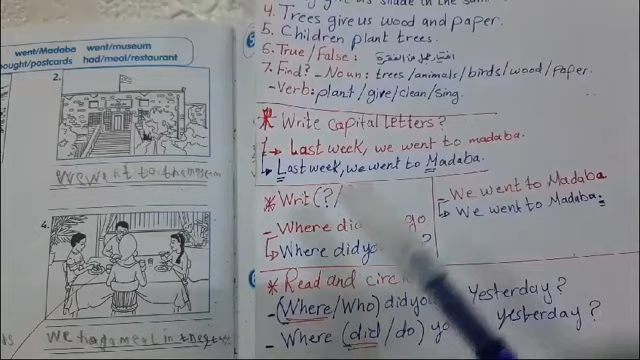 went/Madaba went/museum
bought/postcards had/meal/restaurant
2.
We went to the museum
4.
We had a meal in the
4. Trees give us wood and paper.
5. Children plant trees.
6. True/False:
7. Find? - Noun: trees/animals/birds/wood/paper.
- Verb: plant/give/clean/sing.
* Write capital letters?
1 → Last week, we went to madaba.
↳ Last week, we went to Madaba.
* Writ (?/
- Where did go
↳ Where did you ?
- We went to Madaba
↳ We went to Madaba.
* Read and circ
- (Where/Who) did you yesterday?
- Where (did/do) yo yesterday?